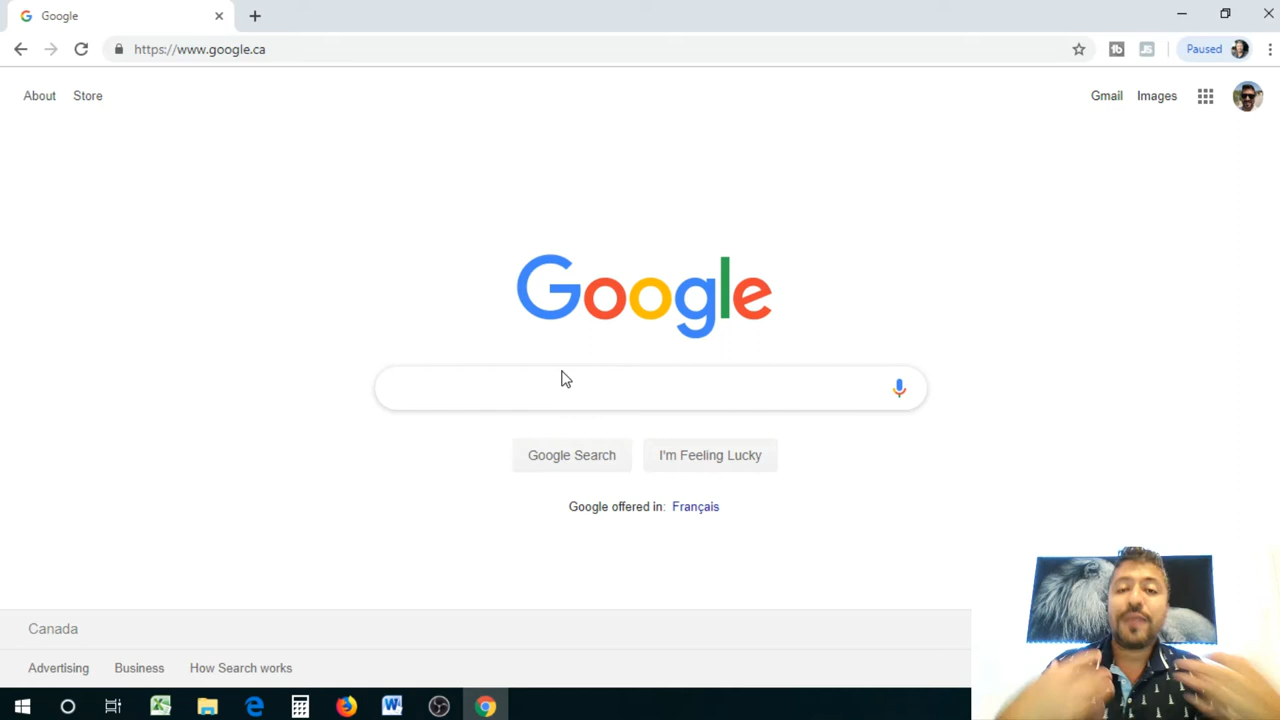 Google
https://www.google.ca
Paused
About Store
Gmail Images
Google
Google Search I'm Feeling Lucky
Google offered in: Français
Canada
Advertising Business How Search works